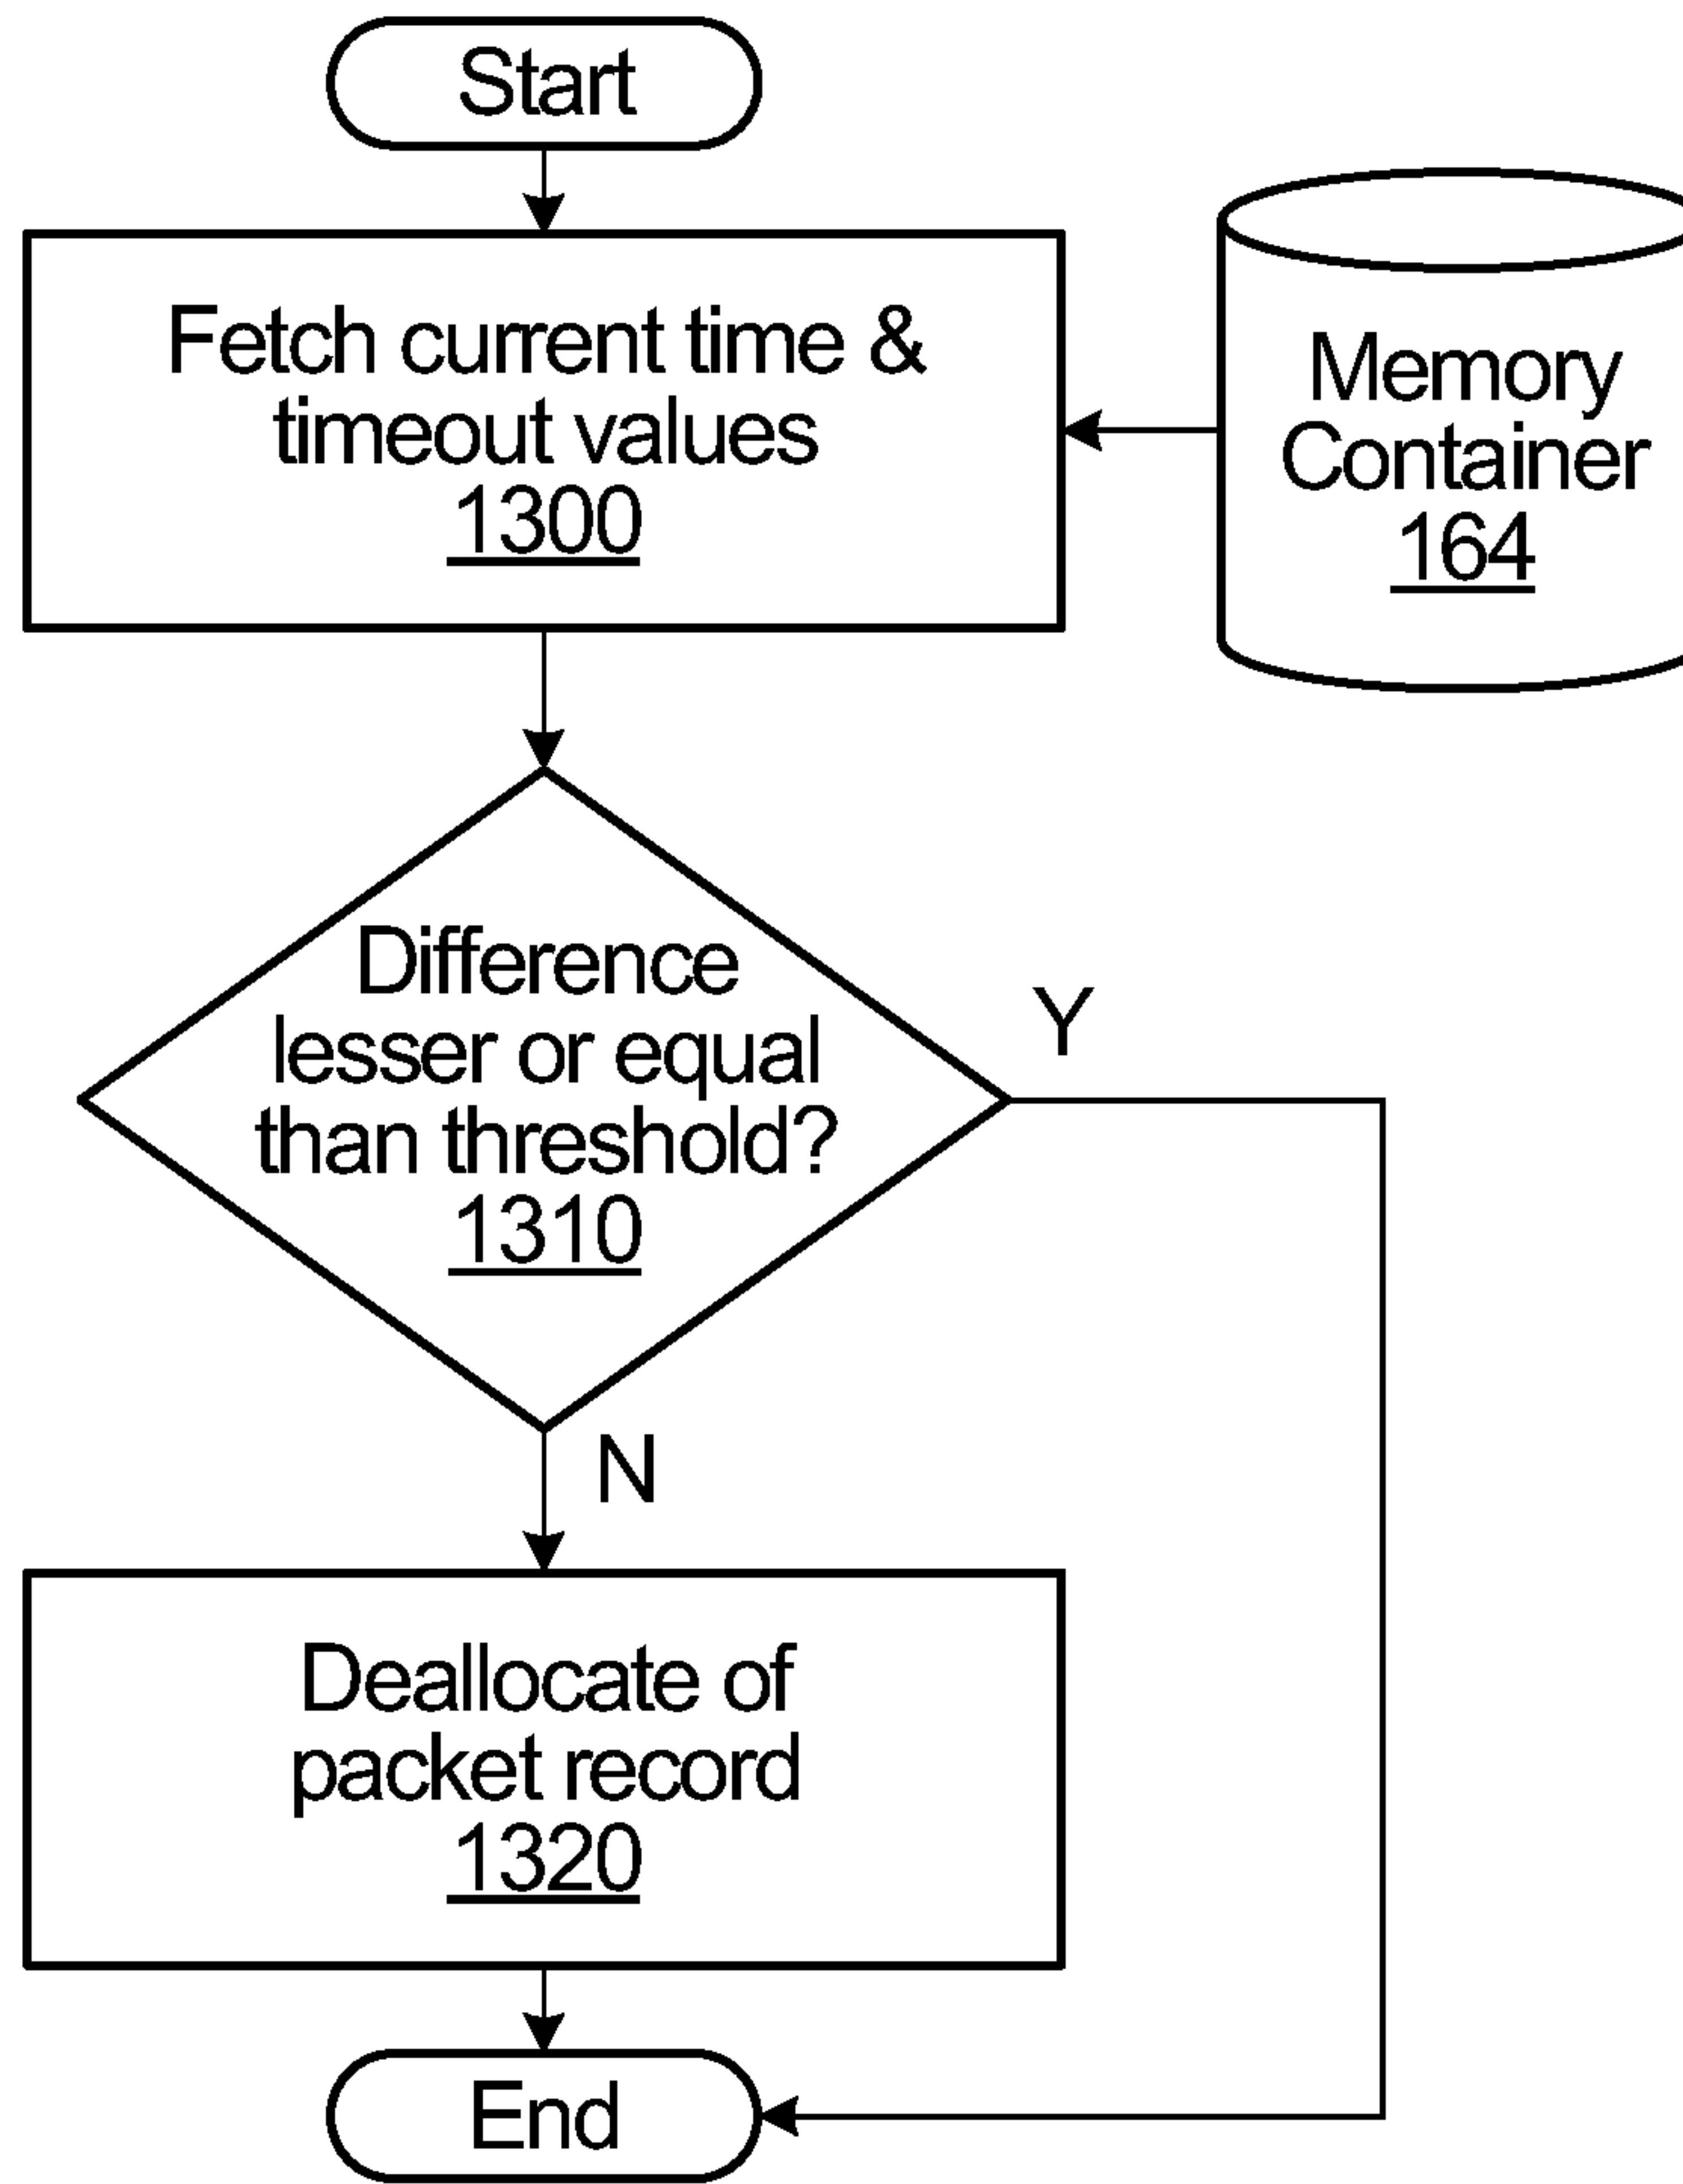 Start
Fetch current time &
timeout values
1300
Memory
Container
164
Difference
lesser or equal
than threshold?
1310
Y
N
Deallocate of
packet record
1320
End